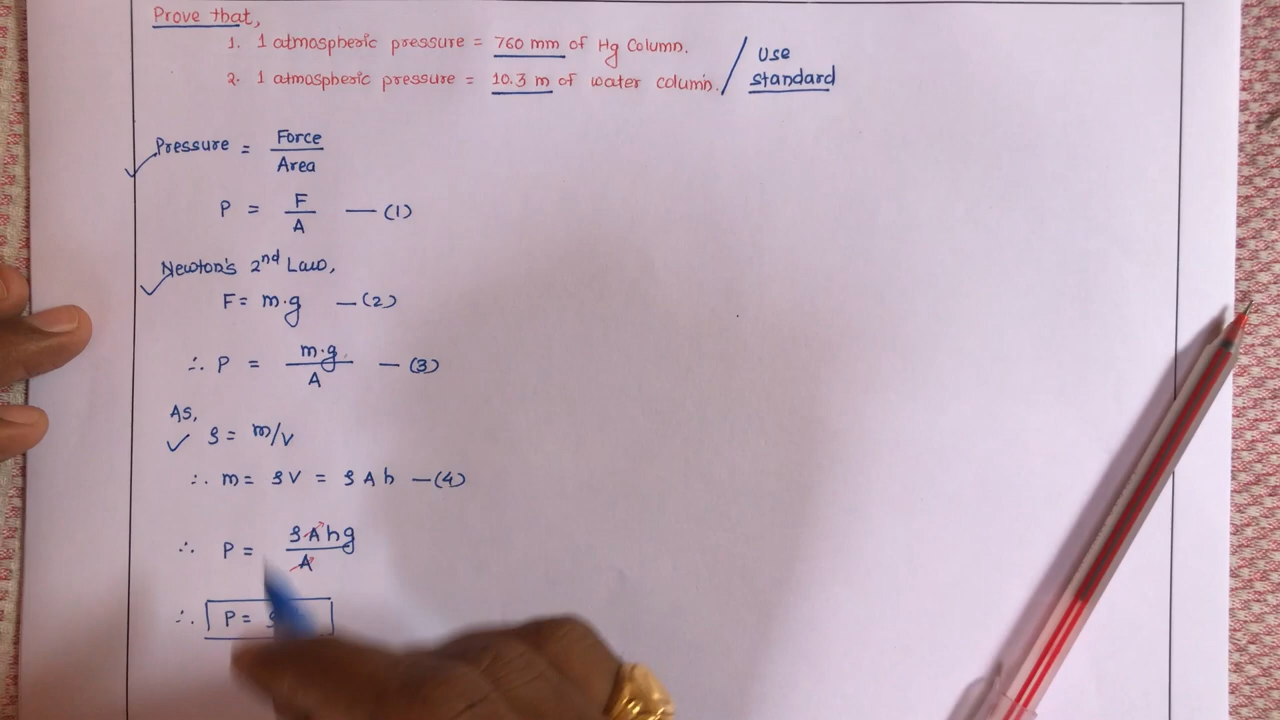 Prove that,
1. 1 atmospheric pressure = 760 mm of Hg Column.
2. 1 atmospheric pressure = 10.3 m of water column. / Use standard
Pressure = Force / Area
P = F / A — (1)
Newton's 2nd Law,
F = m·g — (2)
∴ P = m·g / A — (3)
As,
ρ = m/v
∴ m = ρV = ρAh — (4)
∴ P = ρAhg / A
∴ P =